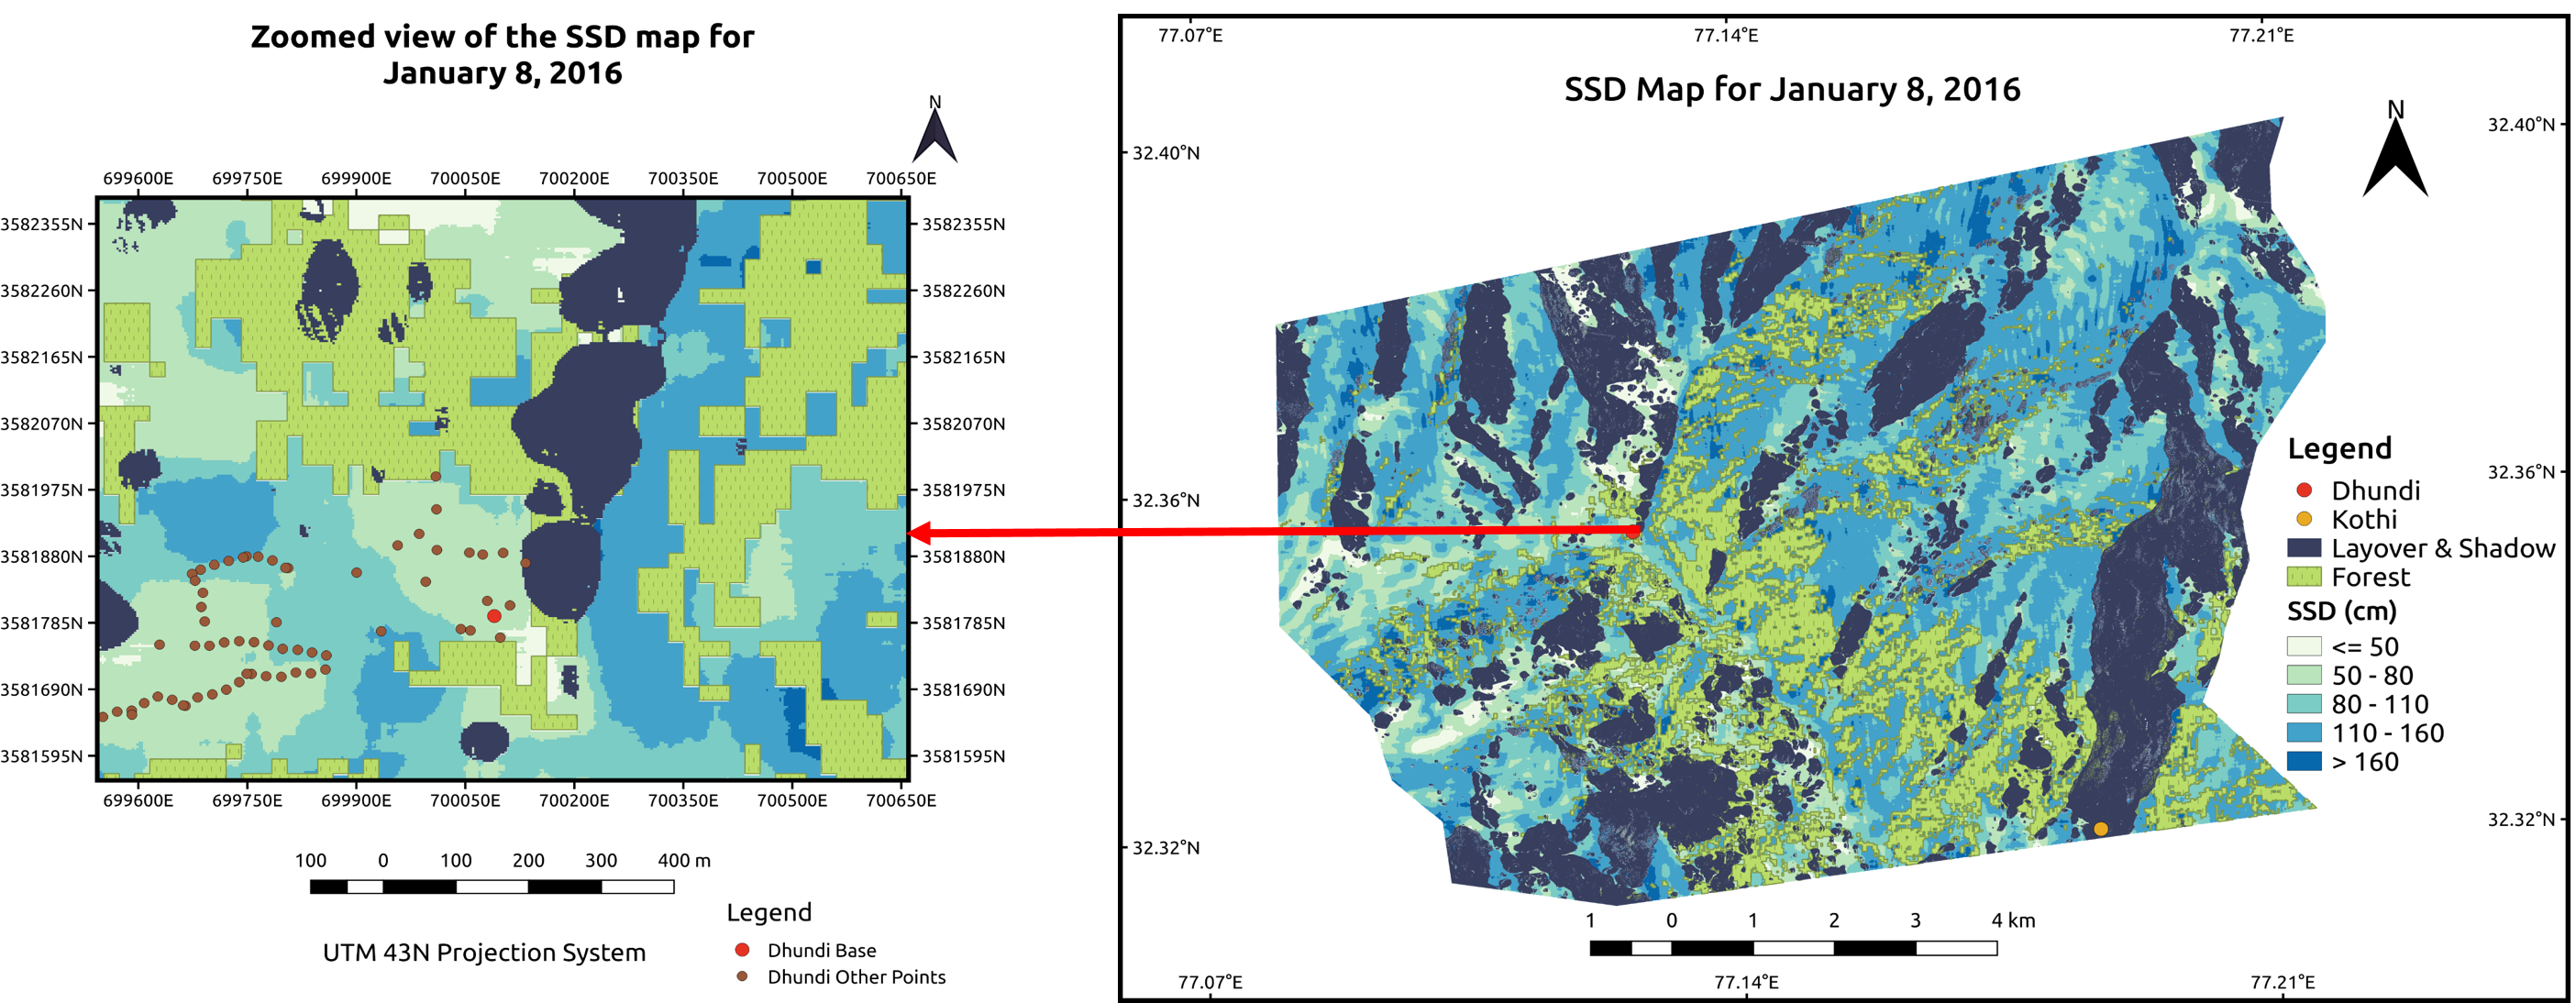 Zoomed view of the SSD map for
January 8, 2016
N
699600E 699750E 699900E 700050E 700200E 700350E 700500E 700650E
3582355N 3582355N
3582260N 3582260N
3582165N 3582165N
3582070N 3582070N
3581975N 3581975N
3581880N 3581880N
3581785N 3581785N
3581690N 3581690N
3581595N 3581595N
699600E 699750E 699900E 700050E 700200E 700350E 700500E 700650E
100 0 100 200 300 400 m
UTM 43N Projection System
Legend
Dhundi Base
Dhundi Other Points
77.07°E 77.14°E 77.21°E
SSD Map for January 8, 2016
N
32.40°N 32.40°N
32.36°N 32.36°N
32.32°N 32.32°N
Legend
Dhundi
Kothi
Layover & Shadow
Forest
SSD (cm)
<= 50
50 - 80
80 - 110
110 - 160
> 160
1 0 1 2 3 4 km
77.07°E 77.14°E 77.21°E